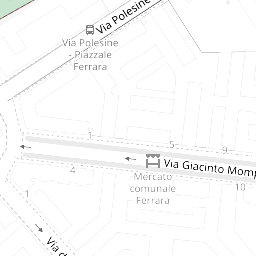 Via Polesine
Via Polesine
- Piazzale
Ferrara
1
5
9
Via Giacinto Momp
Mercato
comunale
Ferrara
4
10
1
Via d